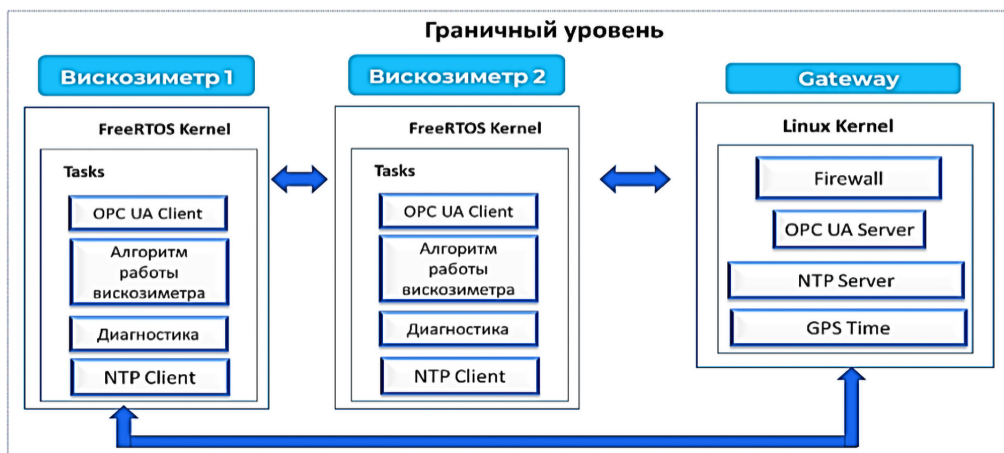 Граничный уровень
Вискозиметр 1
FreeRTOS Kernel
Tasks
OPC UA Client
Алгоритм
работы
вискозиметра
Диагностика
NTP Client
Вискозиметр 2
FreeRTOS Kernel
Tasks
OPC UA Client
Алгоритм
работы
вискозиметра
Диагностика
NTP Client
Gateway
Linux Kernel
Firewall
OPC UA Server
NTP Server
GPS Time